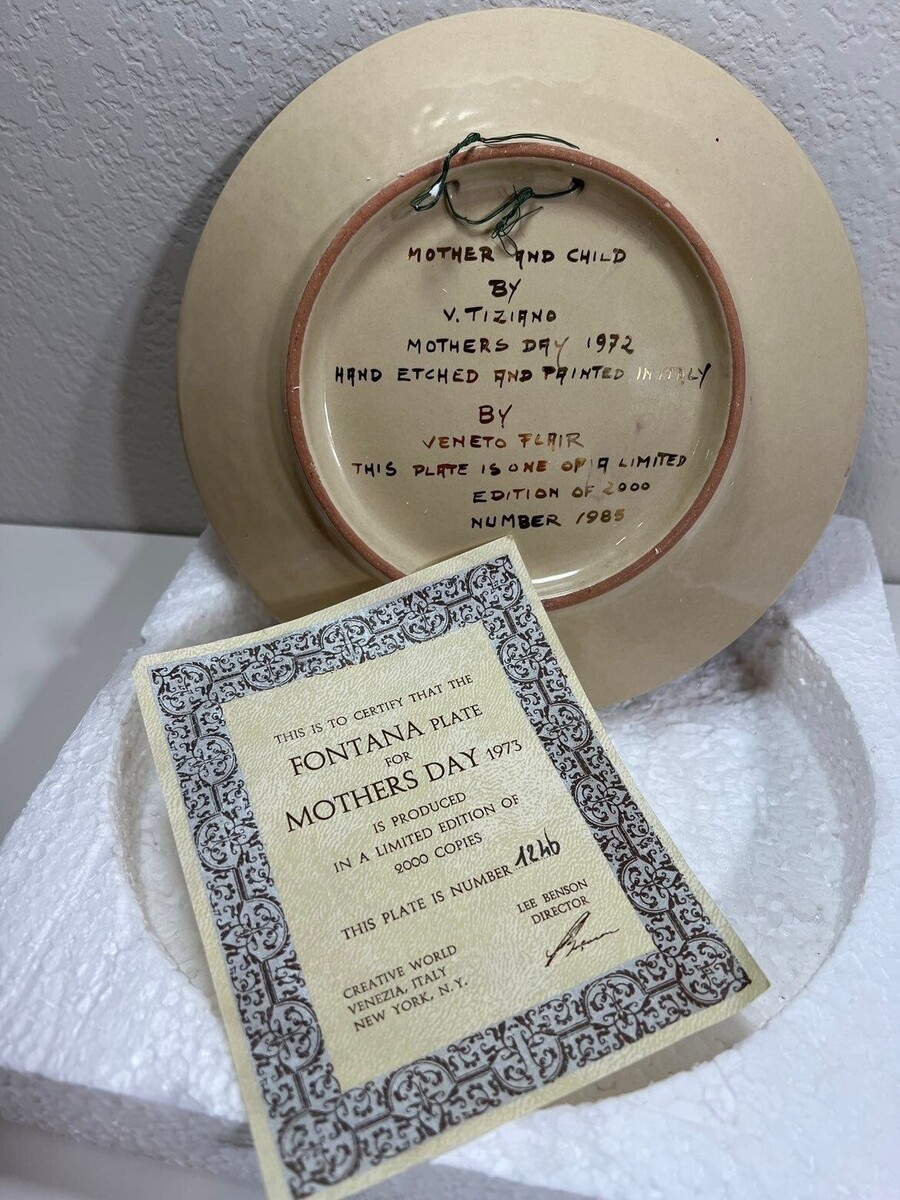 MOTHER AND CHILD
BY
V. TIZIANO
MOTHERS DAY 1972
HAND ETCHED AND PAINTED IN ITALY
BY
VENETO FLAIR
THIS PLATE IS ONE OF A LIMITED
EDITION OF 2000
NUMBER 1985
THIS IS TO CERTIFY THAT THE
FONTANA PLATE
FOR
MOTHERS DAY 1973
IS PRODUCED
IN A LIMITED EDITION OF
2000 COPIES
THIS PLATE IS NUMBER 1246
LEE BENSON
DIRECTOR
CREATIVE WORLD
VENEZIA, ITALY
NEW YORK, N.Y.